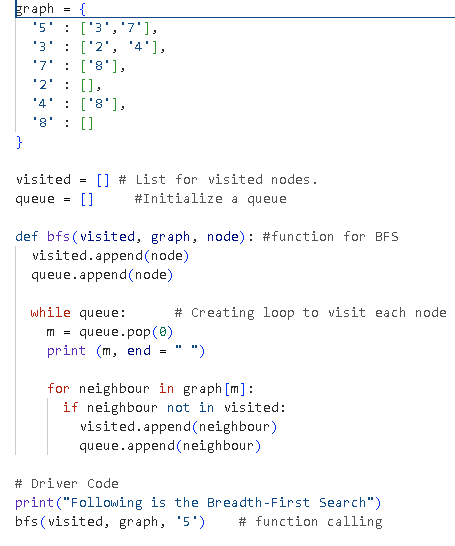 graph = {
  '5' : ['3','7'],
  '3' : ['2', '4'],
  '7' : ['8'],
  '2' : [],
  '4' : ['8'],
  '8' : []
}

visited = [] # List for visited nodes.
queue = []     #Initialize a queue

def bfs(visited, graph, node): #function for BFS
  visited.append(node)
  queue.append(node)

  while queue:      # Creating loop to visit each node
    m = queue.pop(0)
    print (m, end = " ")

    for neighbour in graph[m]:
      if neighbour not in visited:
        visited.append(neighbour)
        queue.append(neighbour)

# Driver Code
print("Following is the Breadth-First Search")
bfs(visited, graph, '5')    # function calling